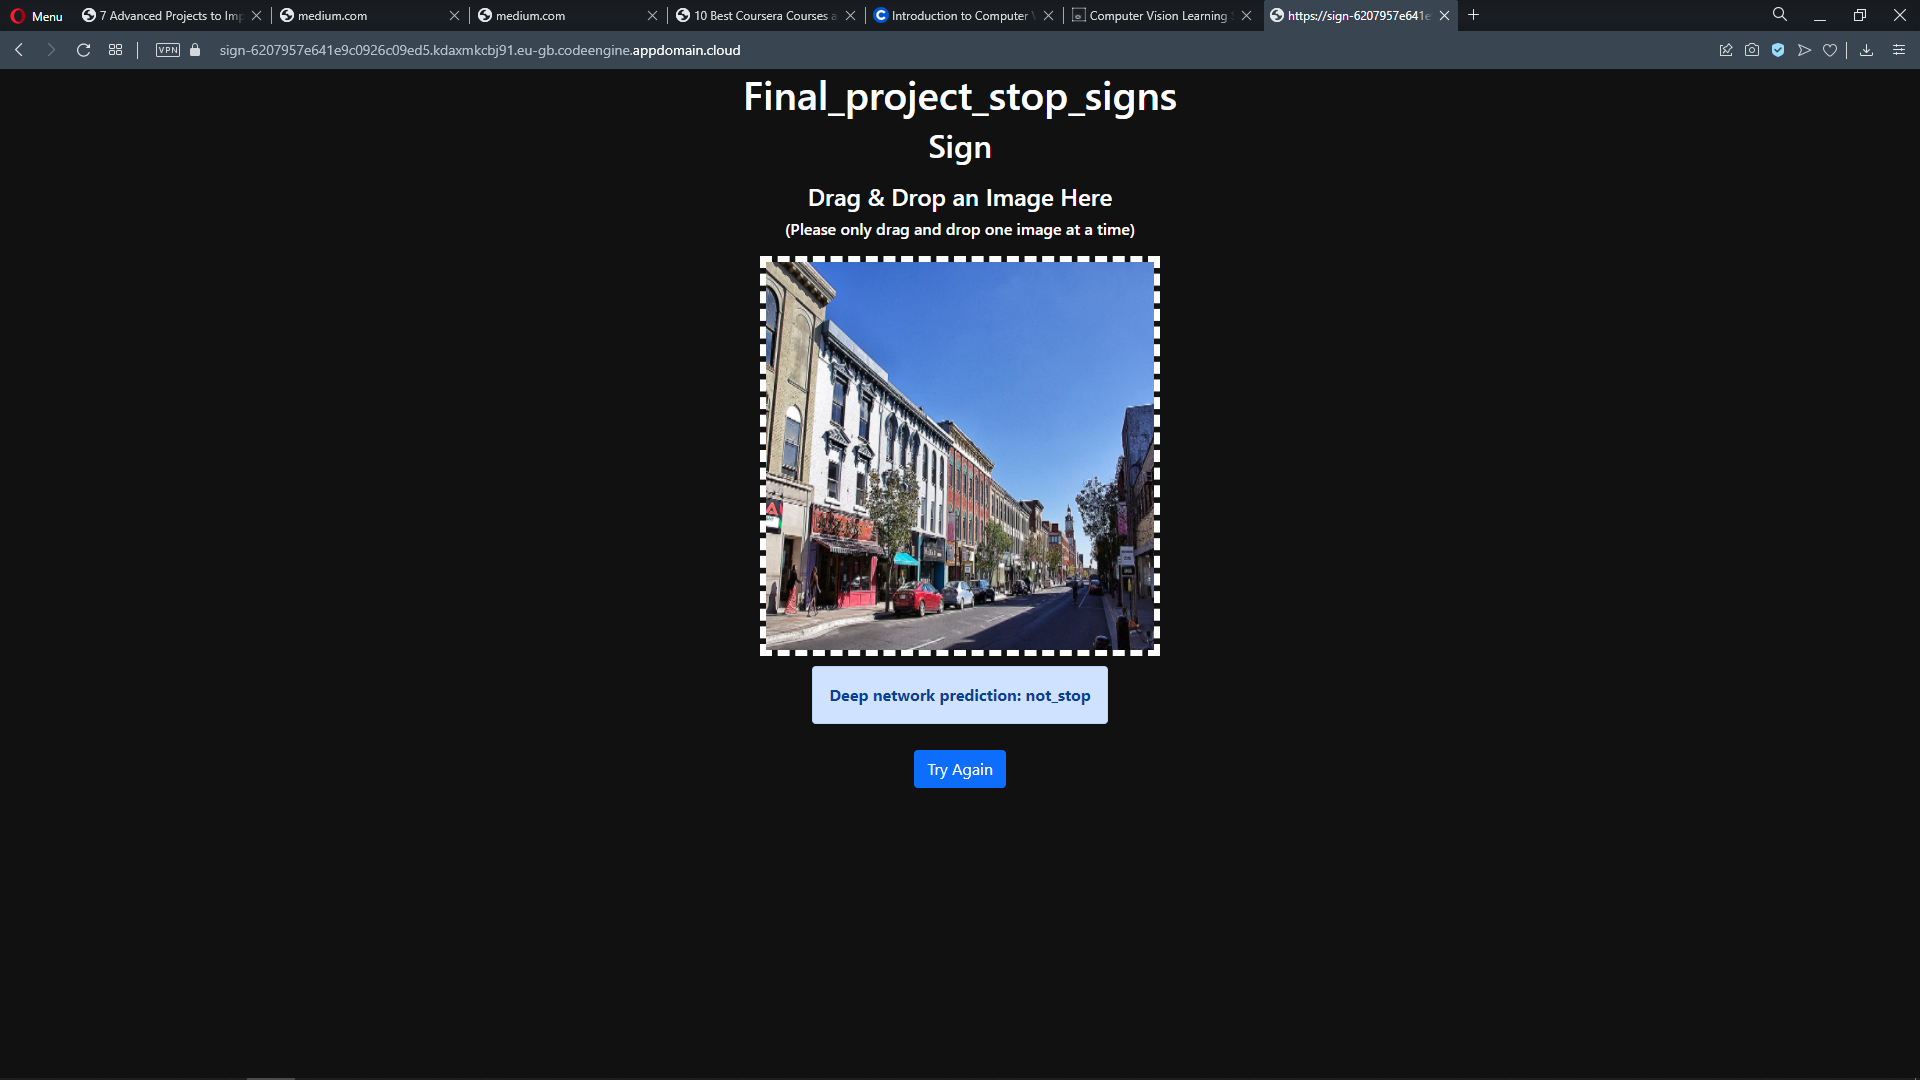 Menu
7 Advanced Projects to Imp
medium.com
medium.com
10 Best Coursera Courses a
Introduction to Computer V
Computer Vision Learning S
https://sign-6207957e641e
VPN
sign-6207957e641e9c0926c09ed5.kdaxmkcbj91.eu-gb.codeengine.appdomain.cloud
Final_project_stop_signs
Sign
Drag & Drop an Image Here
(Please only drag and drop one image at a time)
Deep network prediction: not_stop
Try Again